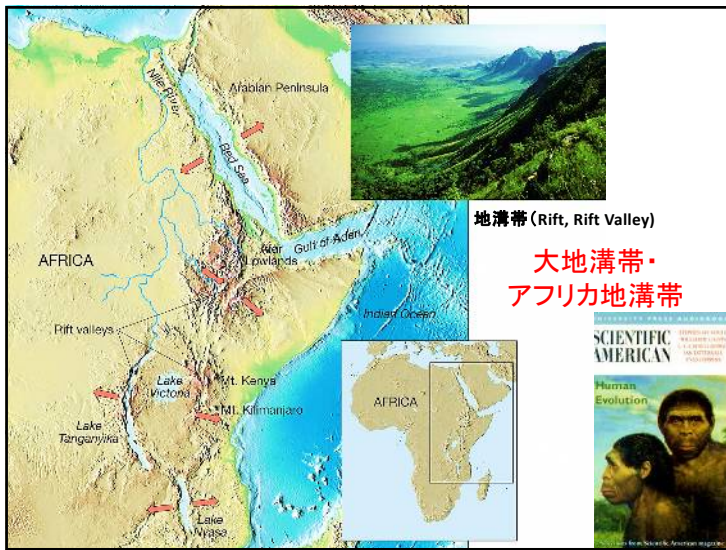 Nile River
Arabian Peninsula
Red Sea
Gulf of Aden
Afar
Lowlands
AFRICA
Indian Ocean
Rift valleys
Lake
Victoria
Mt. Kenya
Mt. Kilimanjaro
Lake
Tanganyika
Lake
Nyasa
AFRICA
地溝帯(Rift, Rift Valley)
大地溝帯・
アフリカ地溝帯
SCIENTIFIC
AMERICAN
Human
Evolution